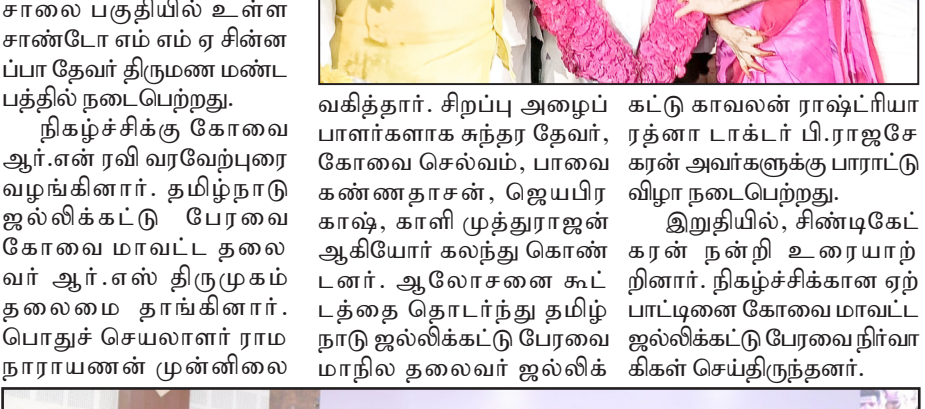 சாலை பகுதியில் உள்ள
சாண்டோ எம் எம் ஏ சின்ன
ப்பா தேவர் திருமண மண்ட
பத்தில் நடைபெற்றது.
நிகழ்ச்சிக்கு கோவை
ஆர்.என் ரவி வரவேற்புரை
வழங்கினார். தமிழ்நாடு
ஜல்லிக்கட்டு பேரவை
கோவை மாவட்ட தலை
வர் ஆர்.எஸ் திருமுகம்
தலைமை தாங்கினார்.
பொதுச் செயலாளர் ராம
நாராயணன் முன்னிலை
வகித்தார். சிறப்பு அழைப்
பாளர்களாக சுந்தர தேவர்,
கோவை செல்வம், பாவை
கண்ணதாசன், ஜெயபிர
காஷ், காளி முத்துராஜன்
ஆகியோர் கலந்து கொண்
டனர். ஆலோசனை கூட்
டத்தை தொடர்ந்து தமிழ்
நாடு ஜல்லிக்கட்டு பேரவை
மாநில தலைவர் ஜல்லிக்
கட்டு காவலன் ராஷ்ட்ரியா
ரத்னா டாக்டர் பி.ராஜசே
கரன் அவர்களுக்கு பாராட்டு
விழா நடைபெற்றது.
இறுதியில், சிண்டிகேட்
கரன் நன்றி உரையாற்
றினார். நிகழ்ச்சிக்கான ஏற்
பாட்டினை கோவை மாவட்ட
ஜல்லிக்கட்டு பேரவை நிர்வா
கிகள் செய்திருந்தனர்.